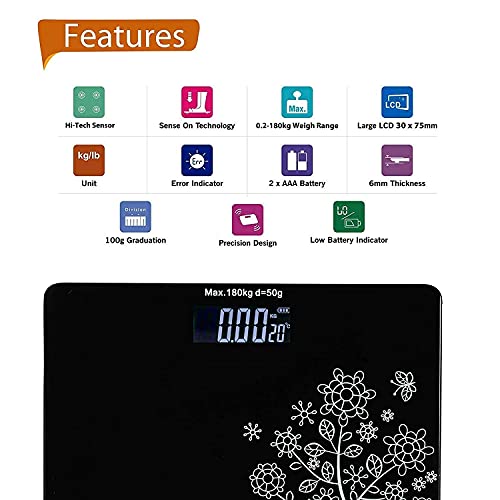 Features
Hi-Tech Sensor
Sense On Technology
Max.
0.2-180kg Weigh Range
LCD
Large LCD 30 x 75mm
kg/lb
Unit
Err
Error Indicator
2 x AAA Battery
6mm Thickness
Division
100g Graduation
Precision Design
LO
Low Battery Indicator
Max.180kg d=50g
0.00 KG 20°C